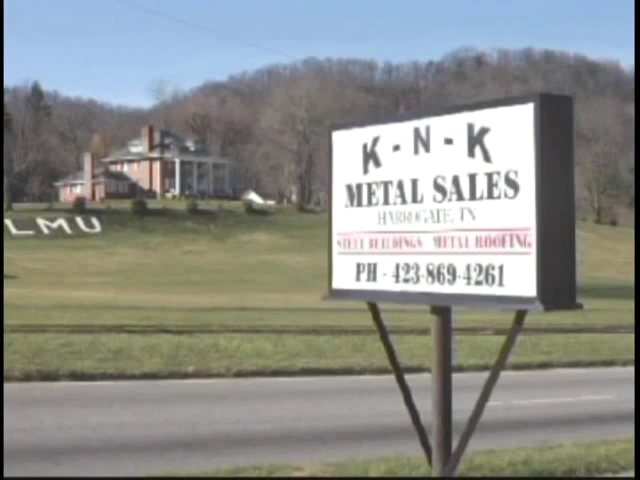 LMU
K - N - K
METAL SALES
HARROGATE, TN
STEEL BUILDINGS METAL ROOFING
PH - 423-869-4261